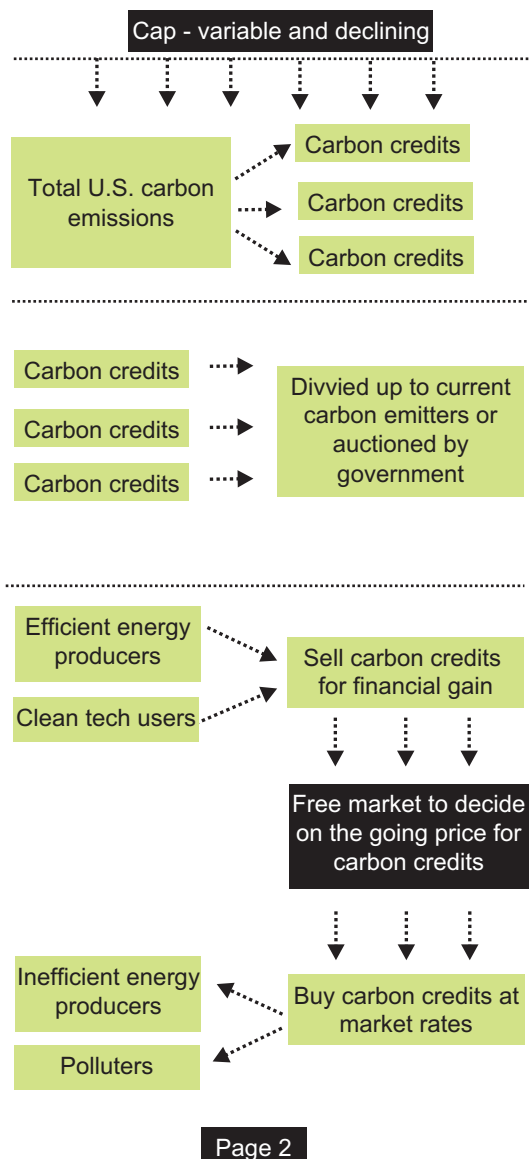 Cap - variable and declining
Total U.S. carbon
emissions
Carbon credits
Carbon credits
Carbon credits
Carbon credits
Carbon credits
Carbon credits
Divvied up to current
carbon emitters or
auctioned by
government
Efficient energy
producers
Clean tech users
Sell carbon credits
for financial gain
Free market to decide
on the going price for
carbon credits
Inefficient energy
producers
Polluters
Buy carbon credits at
market rates
Page 2